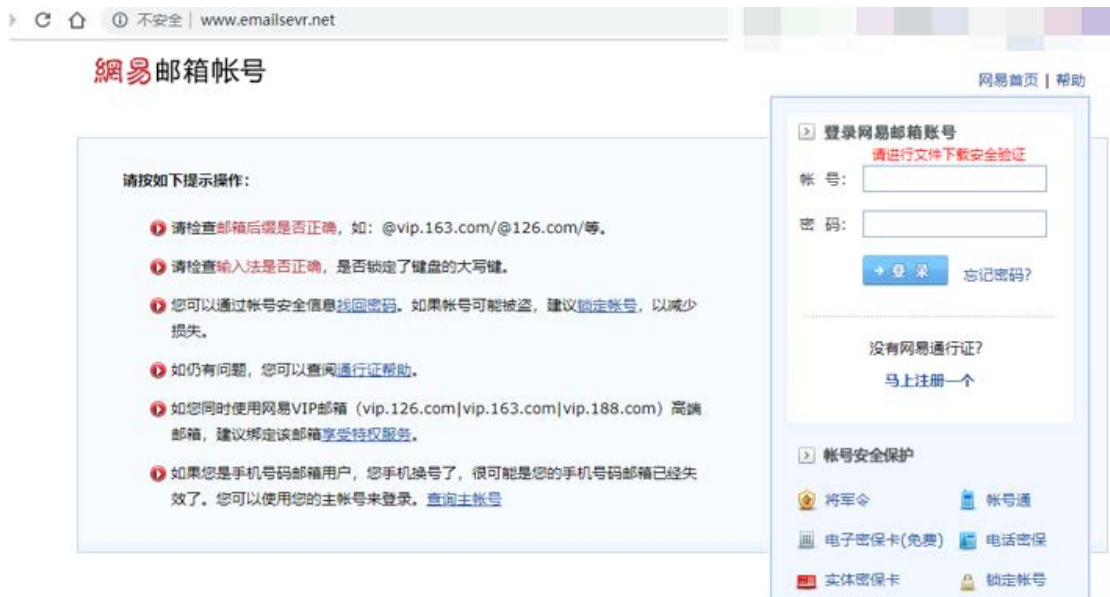 不安全 | www.emailsevr.net
網易邮箱帐号
网易首页 | 帮助
请按如下提示操作：
请检查邮箱后缀是否正确，如：@vip.163.com/@126.com/等。
请检查输入法是否正确，是否锁定了键盘的大写键。
您可以通过帐号安全信息找回密码。如果帐号可能被盗，建议锁定帐号，以减少
损失。
如仍有问题，您可以查阅通行证帮助。
如您同时使用网易VIP邮箱（vip.126.com|vip.163.com|vip.188.com）高端
邮箱，建议绑定该邮箱享受特权服务。
如果您是手机号码邮箱用户，您手机换号了，很可能是您的手机号码邮箱已经失
效了。您可以使用您的主帐号来登录。查询主帐号
登录网易邮箱账号
请进行文件下载安全验证
帐 号：
密 码：
登 录 忘记密码?
没有网易通行证?
马上注册一个
帐号安全保护
将军令 帐号通
电子密保卡(免费) 电话密保
实体密保卡 锁定帐号